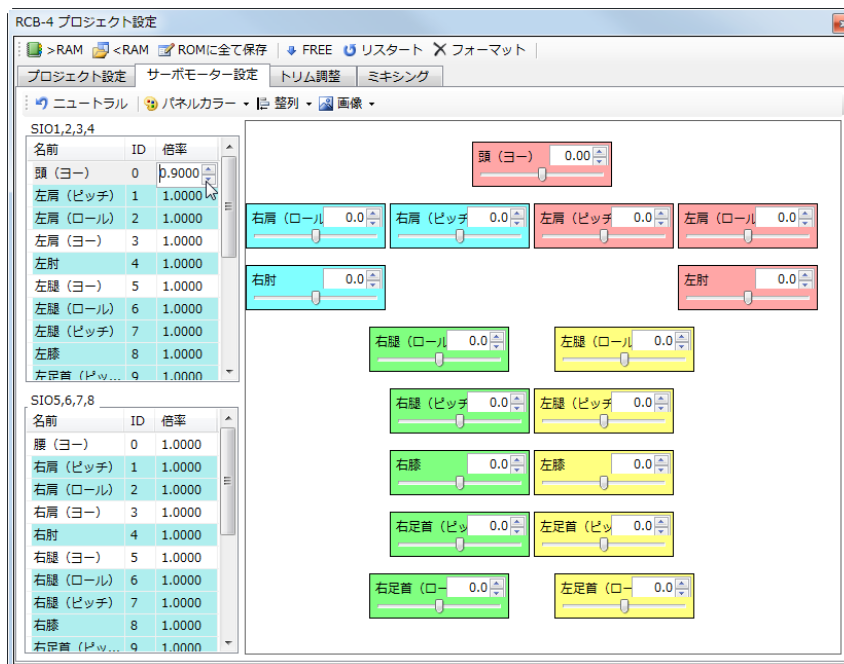 RCB-4 プロジェクト設定
>RAM <RAM ROMに全て保存 FREE リスタート フォーマット
プロジェクト設定 サーボモーター設定 トリム調整 ミキシング
ニュートラル パネルカラー 整列 画像
SIO1,2,3,4
名前 ID 倍率
頭（ヨー） 0 0.9000
左肩（ピッチ） 1 1.0000
左肩（ロール） 2 1.0000
左肩（ヨー） 3 1.0000
左肘 4 1.0000
左腿（ヨー） 5 1.0000
左腿（ロール） 6 1.0000
左腿（ピッチ） 7 1.0000
左膝 8 1.0000
左足首（ピッ... 9 1.0000
SIO5,6,7,8
名前 ID 倍率
腰（ヨー） 0 1.0000
右肩（ピッチ） 1 1.0000
右肩（ロール） 2 1.0000
右肩（ヨー） 3 1.0000
右肘 4 1.0000
右腿（ヨー） 5 1.0000
右腿（ロール） 6 1.0000
右腿（ピッチ） 7 1.0000
右膝 8 1.0000
右足首（ピッ... 9 1.0000
頭（ヨー） 0.00
右肩（ロール 0.0 右肩（ピッチ 0.0 左肩（ピッチ 0.0 左肩（ロール 0.0
右肘 0.0 左肘 0.0
右腿（ロール 0.0 左腿（ロール 0.0
右腿（ピッチ 0.0 左腿（ピッチ 0.0
右膝 0.0 左膝 0.0
右足首（ピッ 0.0 左足首（ピッ 0.0
右足首（ロー 0.0 左足首（ロー 0.0